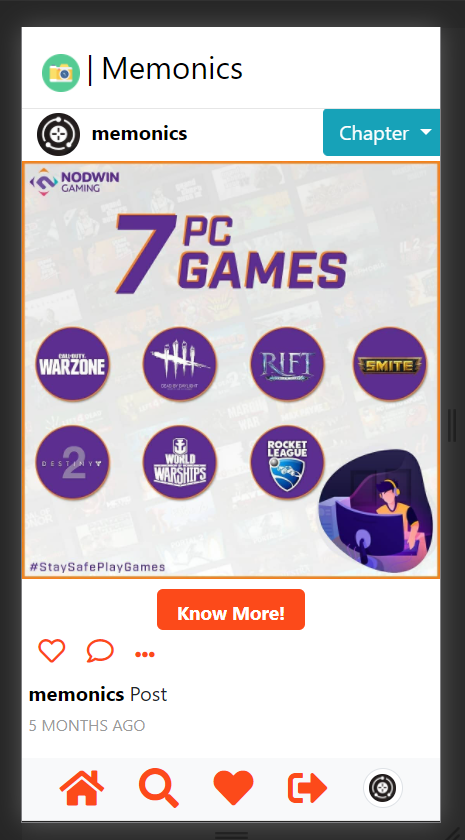 | Memonics
memonics
Chapter
NODWIN
GAMING
7 PC
GAMES
CALL OF DUTY
WARZONE
DEAD BY DAYLIGHT
RIFT
SMITE
DESTINY 2
WORLD
OF
WARSHIPS
ROCKET
LEAGUE
#StaySafePlayGames
Know More!
memonics Post
5 MONTHS AGO